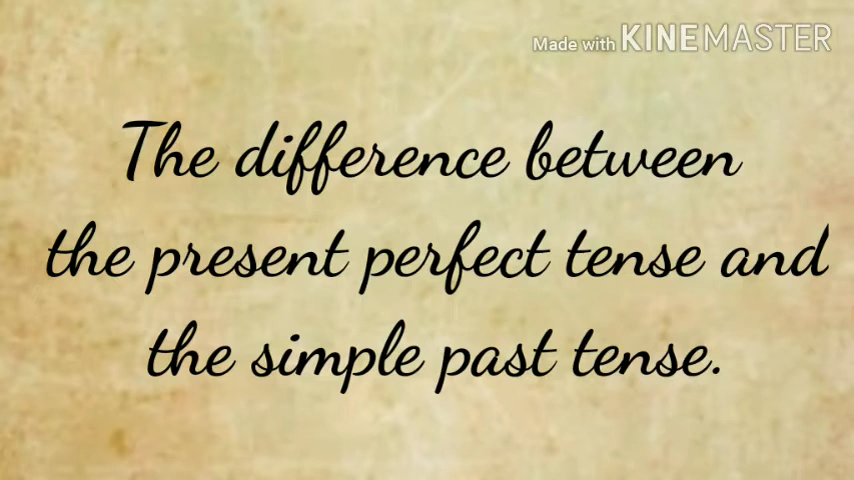 Made with KINEMASTER
The difference between
the present perfect tense and
the simple past tense.